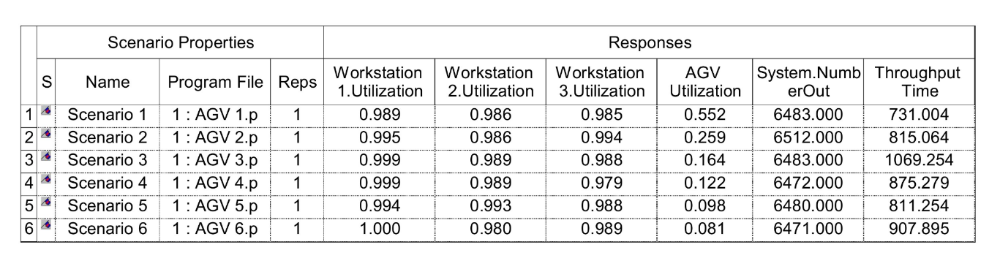 Scenario Properties Responses
S Name Program File Reps Workstation 1.Utilization Workstation 2.Utilization Workstation 3.Utilization AGV Utilization System.NumberOut Throughput Time
1 Scenario 1 1 : AGV 1.p 1 0.989 0.986 0.985 0.552 6483.000 731.004
2 Scenario 2 1 : AGV 2.p 1 0.995 0.986 0.994 0.259 6512.000 815.064
3 Scenario 3 1 : AGV 3.p 1 0.999 0.989 0.988 0.164 6483.000 1069.254
4 Scenario 4 1 : AGV 4.p 1 0.999 0.989 0.979 0.122 6472.000 875.279
5 Scenario 5 1 : AGV 5.p 1 0.994 0.993 0.988 0.098 6480.000 811.254
6 Scenario 6 1 : AGV 6.p 1 1.000 0.980 0.989 0.081 6471.000 907.895